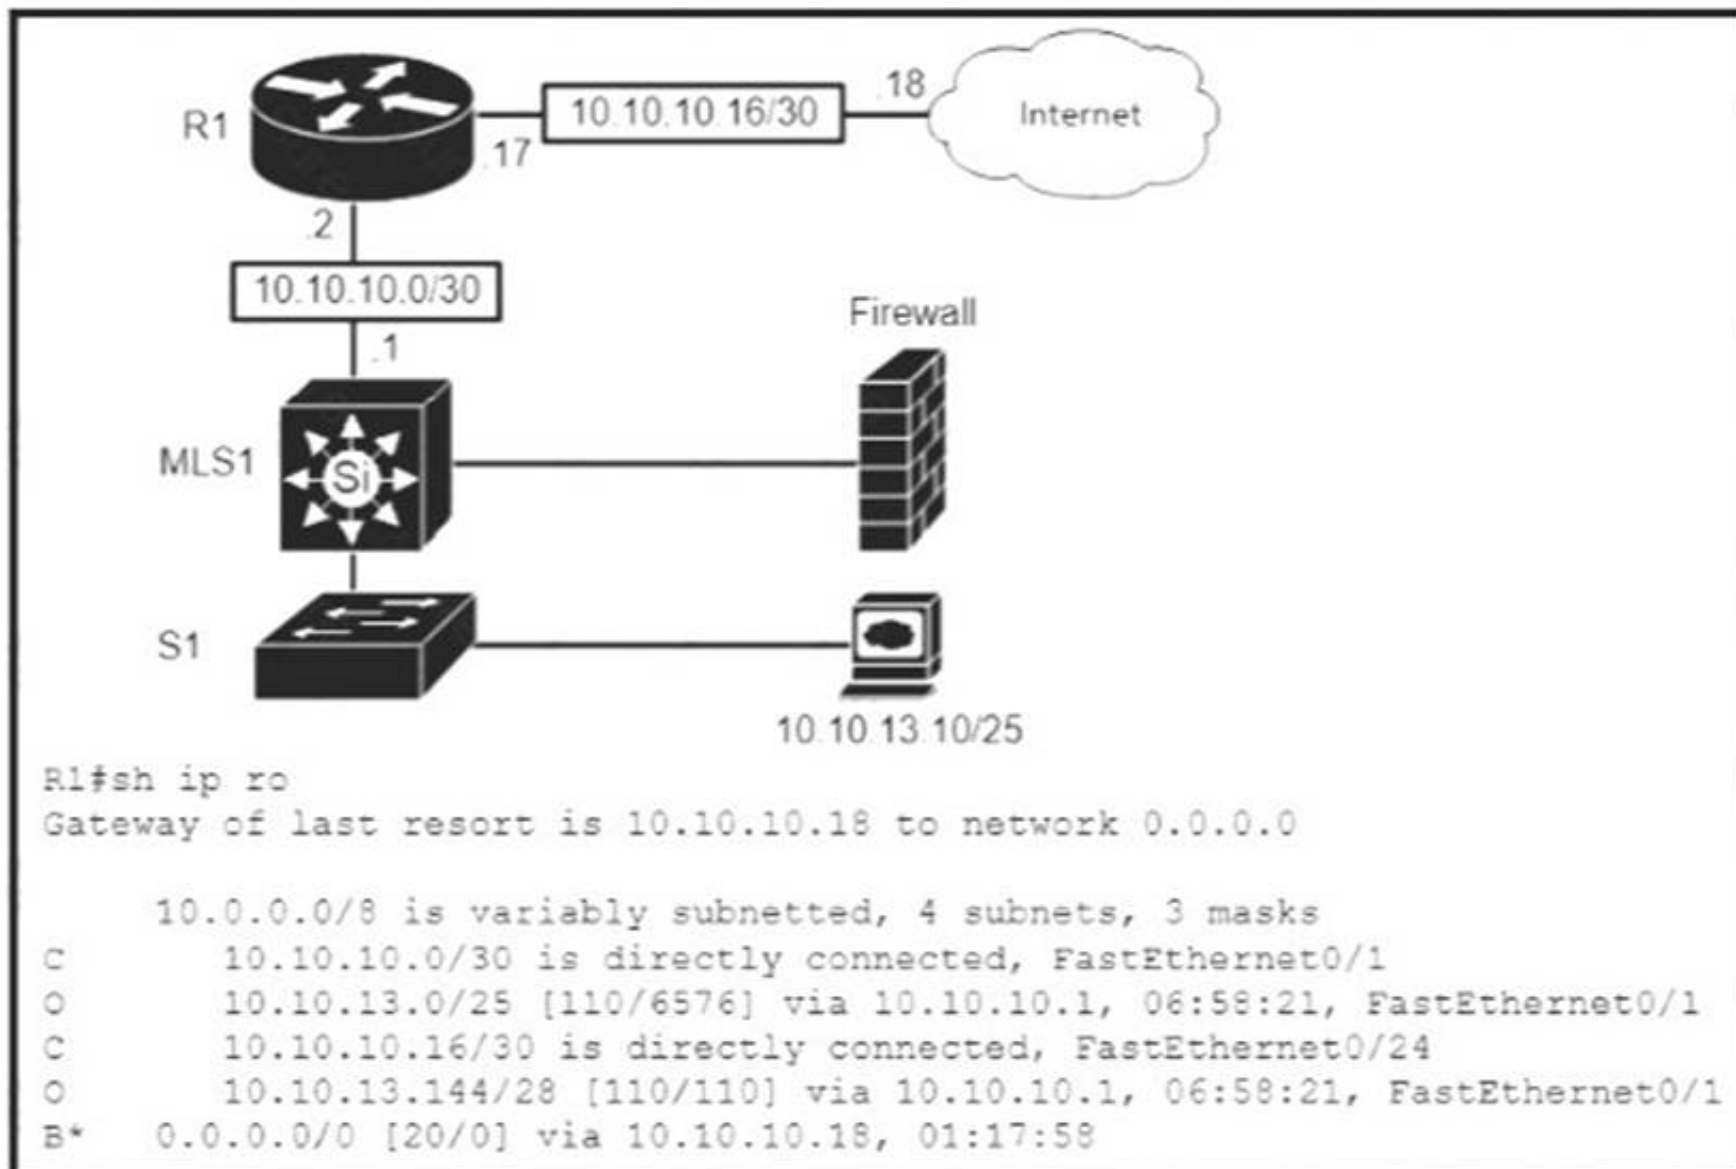 R1
10.10.10.16/30
.18
Internet
.17
.2
10.10.10.0/30
.1
Firewall
MLS1
Si
S1
10.10.13.10/25
R1#sh ip ro
Gateway of last resort is 10.10.10.18 to network 0.0.0.0
10.0.0.0/8 is variably subnetted, 4 subnets, 3 masks
C 10.10.10.0/30 is directly connected, FastEthernet0/1
O 10.10.13.0/25 [110/6576] via 10.10.10.1, 06:58:21, FastEthernet0/1
C 10.10.10.16/30 is directly connected, FastEthernet0/24
O 10.10.13.144/28 [110/110] via 10.10.10.1, 06:58:21, FastEthernet0/1
B* 0.0.0.0/0 [20/0] via 10.10.10.18, 01:17:58